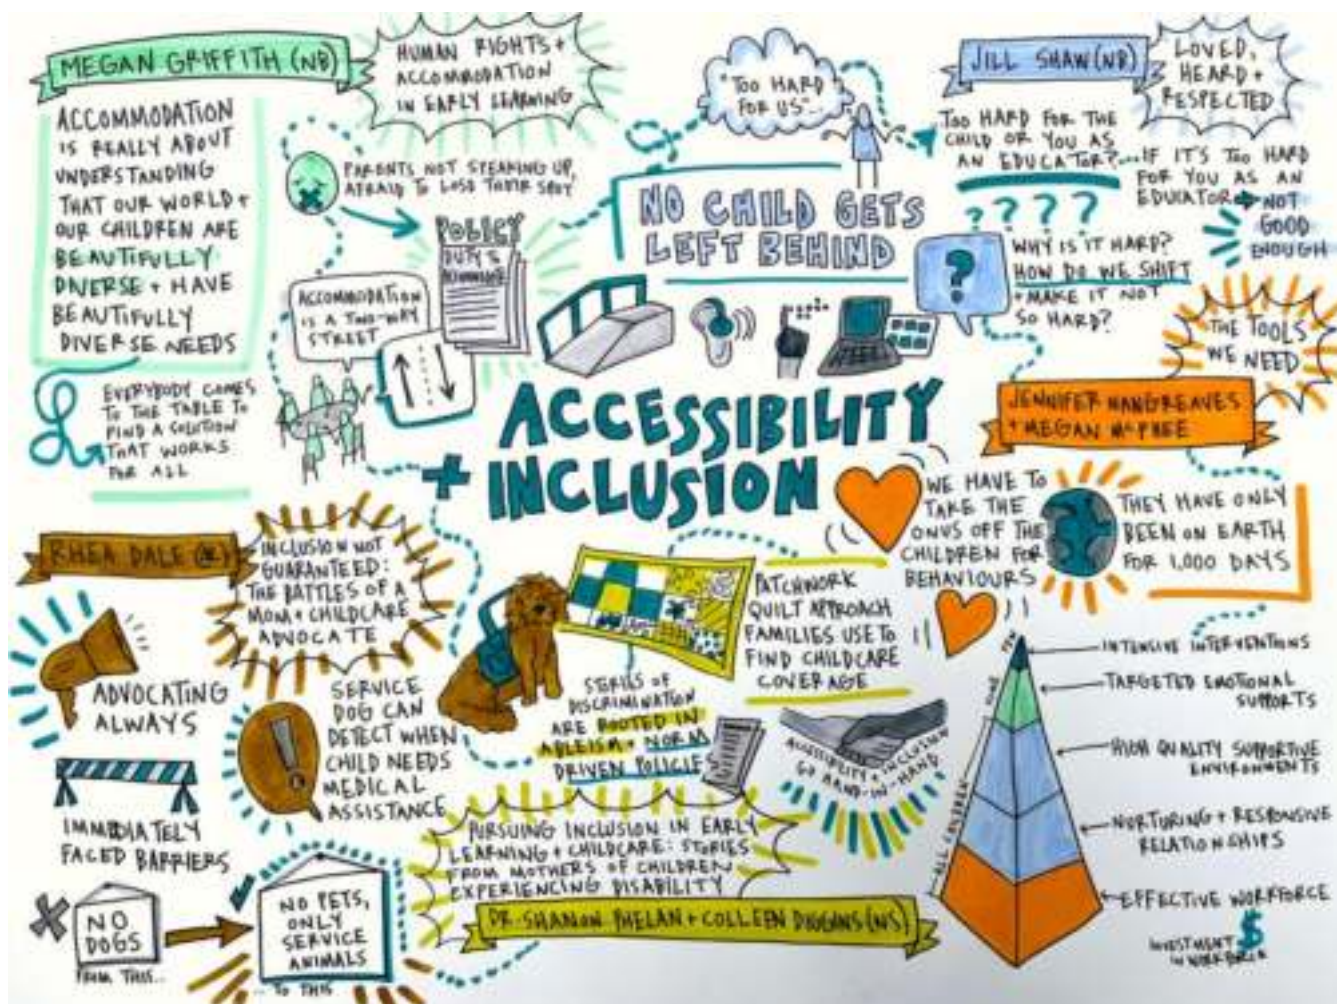 MEGAN GRIFFITH (NB)
HUMAN RIGHTS +
ACCOMMODATION
IN EARLY LEARNING
ACCOMMODATION
IS REALLY ABOUT
UNDERSTANDING
THAT OUR WORLD +
OUR CHILDREN ARE
BEAUTIFULLY
DIVERSE + HAVE
BEAUTIFULLY
DIVERSE NEEDS
PARENTS NOT SPEAKING UP,
AFRAID TO LOSE THEIR SPOT
POLICY
DUTY TO
ACCOMMODATION
IS A TWO-WAY
STREET
EVERYBODY COMES
TO THE TABLE TO
FIND A SOLUTION
THAT WORKS
FOR ALL
"TOO HARD
FOR US"...
NO CHILD GETS
LEFT BEHIND
JILL SHAW (NB)
LOVED,
HEARD +
RESPECTED
TOO HARD FOR THE
CHILD OR YOU AS
AN EDUCATOR?...
IF IT'S TOO HARD
FOR YOU AS AN
EDUCATOR
NOT
GOOD
ENOUGH
? ? ? ?
?
WHY IS IT HARD?
HOW DO WE SHIFT
+ MAKE IT NOT
SO HARD?
ACCESSIBILITY
+ INCLUSION
THE TOOLS
WE NEED
JENNIFER HANGREAVES
+ MEGAN McPHEE
WE HAVE TO
TAKE THE
ONUS OFF THE
CHILDREN FOR
BEHAVIOURS
THEY HAVE ONLY
BEEN ON EARTH
FOR 1,000 DAYS
FEW
SOME
ALL CHILDREN
INTENSIVE INTERVENTIONS
TARGETED EMOTIONAL
SUPPORTS
HIGH QUALITY SUPPORTIVE
ENVIRONMENTS
NURTURING + RESPONSIVE
RELATIONSHIPS
EFFECTIVE WORKFORCE
INVESTMENT $
IN WORKFORCE
RHEA DALE
INCLUSION NOT
GUARANTEED:
THE BATTLES OF A
MOM + CHILDCARE
ADVOCATE
ADVOCATING
ALWAYS
IMMEDIATELY
FACED BARRIERS
!
SERVICE
DOG CAN
DETECT WHEN
CHILD NEEDS
MEDICAL
ASSISTANCE
NO
DOGS
FROM THIS...
NO PETS,
ONLY
SERVICE
ANIMALS
... TO THIS
PATCHWORK
QUILT APPROACH
FAMILIES USE TO
FIND CHILDCARE
COVERAGE
STORIES OF
DISCRIMINATION
ARE ROOTED IN
ABLEISM + NORM
DRIVEN POLICIES
ACCESSIBILITY + INCLUSION
GO HAND-IN-HAND
PURSUING INCLUSION IN EARLY
LEARNING + CHILDCARE: STORIES
FROM MOTHERS OF CHILDREN
EXPERIENCING DISABILITY
DR. SHANON PHELAN + COLLEEN (NS)